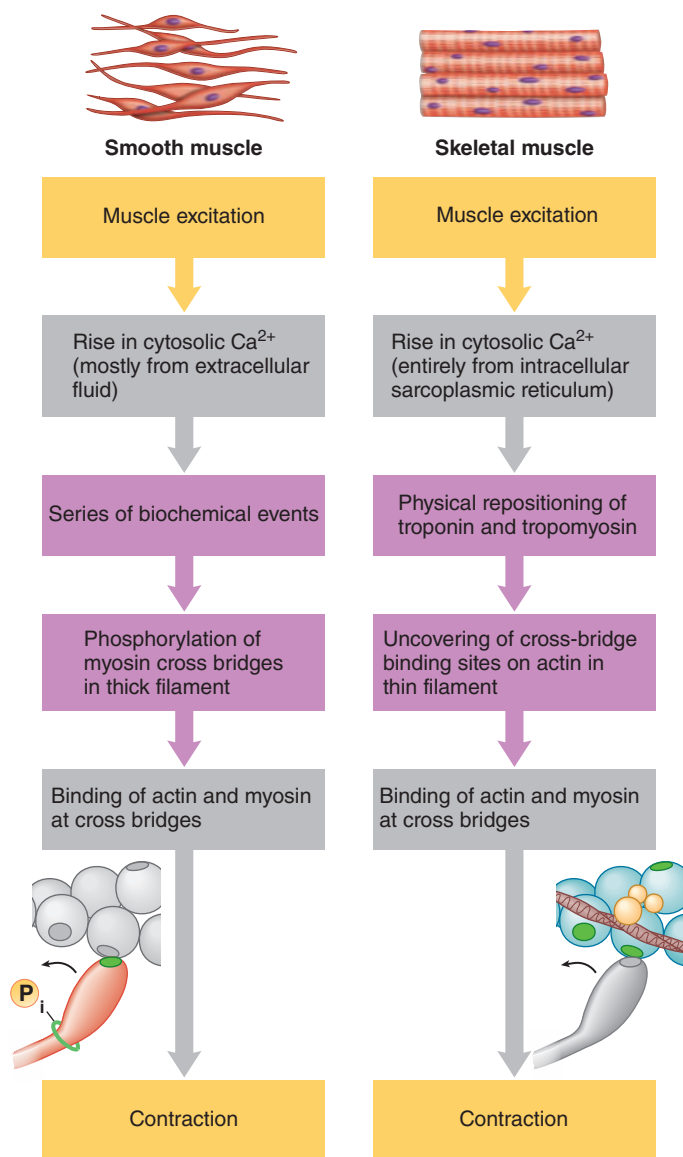 Smooth muscle
Skeletal muscle
Muscle excitation
Muscle excitation
Rise in cytosolic Ca²⁺
(mostly from extracellular
fluid)
Rise in cytosolic Ca²⁺
(entirely from intracellular
sarcoplasmic reticulum)
Series of biochemical events
Physical repositioning of
troponin and tropomyosin
Phosphorylation of
myosin cross bridges
in thick filament
Uncovering of cross-bridge
binding sites on actin in
thin filament
Binding of actin and myosin
at cross bridges
Binding of actin and myosin
at cross bridges
P
i
Contraction
Contraction